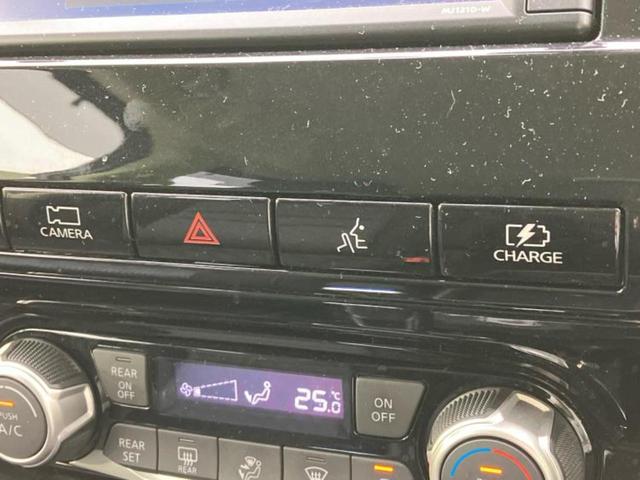 MJ121D-W
CAMERA
CHARGE
REAR
ON
OFF
25.0
°C
ON
OFF
PUSH
A/C
REAR
SET
REAR